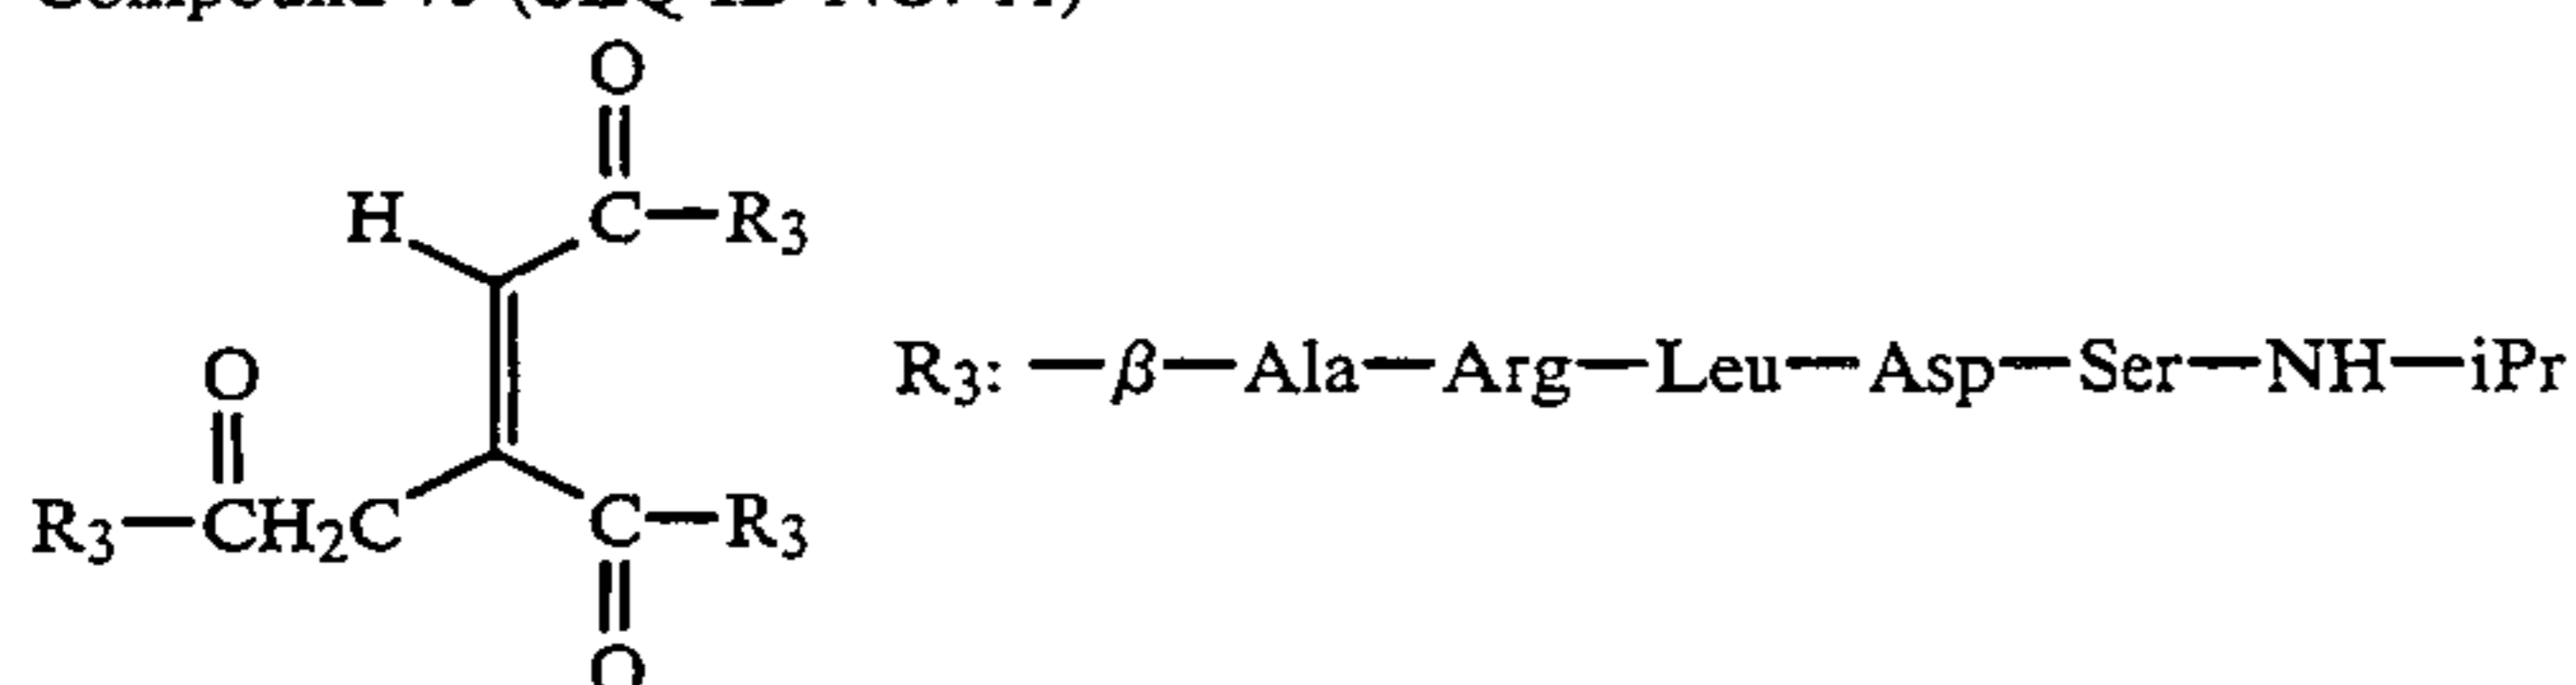 O
H C—R₃
O R₃: —β—Ala—Arg—Leu—Asp—Ser—NH—iPr
R₃—CH₂C C—R₃
O